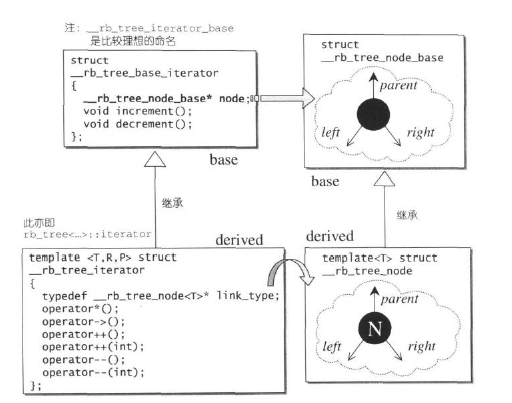 注: __rb_tree_iterator_base
是比较理想的命名
struct
__rb_tree_base_iterator
{
__rb_tree_node_base* node;
void increment();
void decrement();
};
base
struct
__rb_tree_node_base
parent
left
right
base
继承
继承
此亦即
rb_tree<…>::iterator
derived
template <T,R,P> struct
__rb_tree_iterator
{
typedef __rb_tree_node<T>* link_type;
operator*();
operator->();
operator++();
operator++(int);
operator--();
operator--(int);
};
derived
template<T> struct
__rb_tree_node
parent
N
left
right